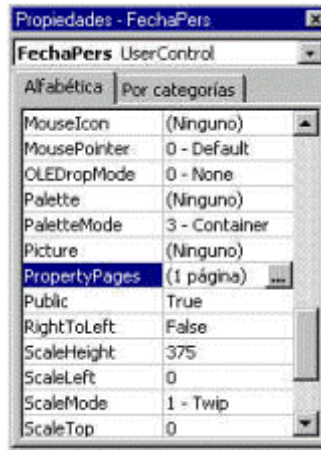 Propiedades - FechaPers
FechaPers UserControl
Alfabética Por categorías
MouseIcon (Ninguno)
MousePointer 0 - Default
OLEDropMode 0 - None
Palette (Ninguno)
PaletteMode 3 - Container
Picture (Ninguno)
PropertyPages (1 página) ...
Public True
RightToLeft False
ScaleHeight 375
ScaleLeft 0
ScaleMode 1 - Twip
ScaleTop 0